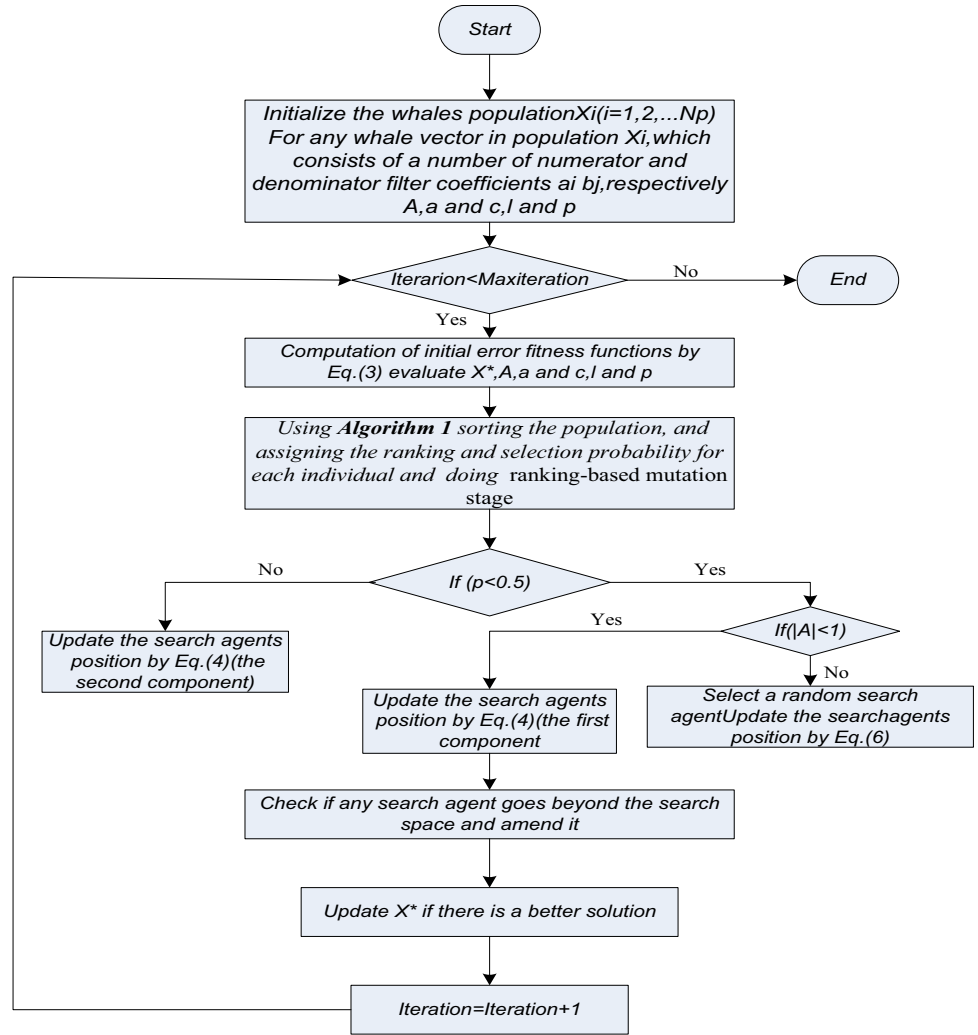 Start
Initialize the whales populationXi(i=1,2,...Np)
For any whale vector in population Xi,which
consists of a number of numerator and
denominator filter coefficients ai bj,respectively
A,a and c,l and p
Iterarion<Maxiteration
No
End
Yes
Computation of initial error fitness functions by
Eq.(3) evaluate X*,A,a and c,l and p
Using Algorithm 1 sorting the population, and
assigning the ranking and selection probability for
each individual and doing ranking-based mutation
stage
If (p<0.5)
No
Yes
Update the search agents
position by Eq.(4)(the
second component)
If(|A|<1)
Yes
No
Update the search agents
position by Eq.(4)(the first
component
Select a random search
agentUpdate the searchagents
position by Eq.(6)
Check if any search agent goes beyond the search
space and amend it
Update X* if there is a better solution
Iteration=Iteration+1